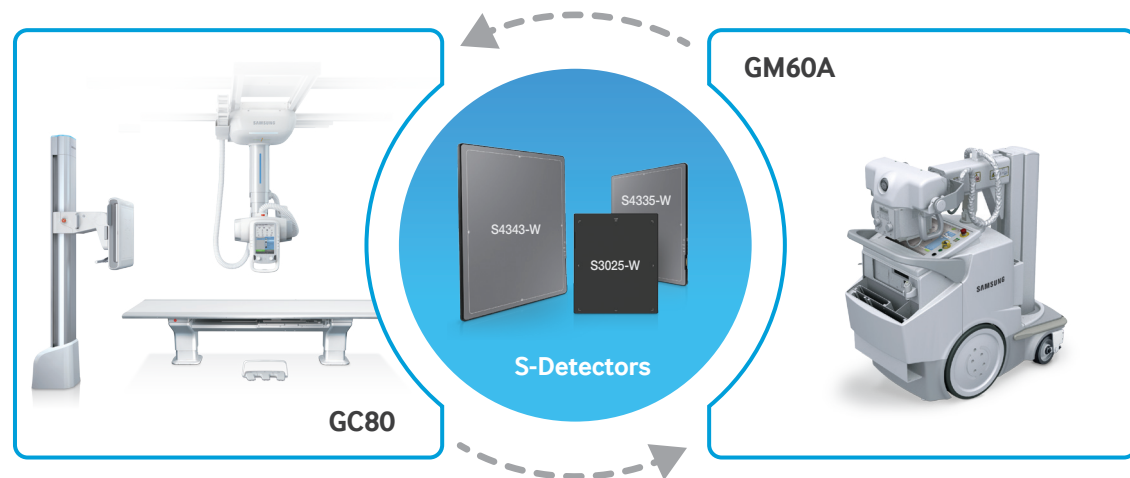 SAMSUNG
GC80
S4343-W
S4335-W
S3025-W
S-Detectors
GM60A
SAMSUNG